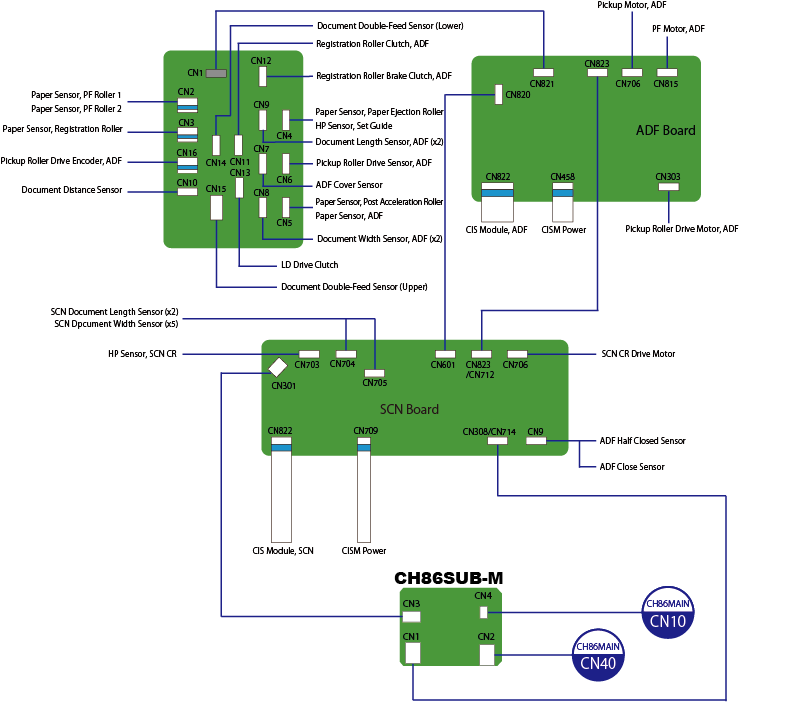 Pickup Motor, ADF
PF Motor, ADF
Document Double-Feed Sensor (Lower)
Registration Roller Clutch, ADF
CN12
CN1
Registration Roller Brake Clutch, ADF
CN823
CN821
CN706
CN815
CN820
CN2
Paper Sensor, PF Roller 1
Paper Sensor, PF Roller 2
CN9
Paper Sensor, Paper Ejection Roller
HP Sensor, Set Guide
CN4
ADF Board
CN3
Paper Sensor, Registration Roller
Document Length Sensor, ADF (x2)
CN16
CN7
Pickup Roller Drive Encoder, ADF
CN14
CN11
Pickup Roller Drive Sensor, ADF
CN13
CN6
CN10
CN15
Document Distance Sensor
ADF Cover Sensor
CN8
Paper Sensor, Post Acceleration Roller
Paper Sensor, ADF
CN5
CN822
CN458
CN303
CIS Module, ADF
CISM Power
Pickup Roller Drive Motor, ADF
Document Width Sensor, ADF (x2)
LD Drive Clutch
Document Double-Feed Sensor (Upper)
SCN Document Length Sensor (x2)
SCN Dpcument Width Sensor (x5)
HP Sensor, SCN CR
CN703
CN704
CN705
CN301
CN601
CN823
/CN712
CN706
SCN CR Drive Motor
SCN Board
CN822
CN709
CN308/CN714
CN9
ADF Half Closed Sensor
ADF Close Sensor
CIS Module, SCN
CISM Power
CH86SUB-M
CN3
CN4
CH86MAIN
CN10
CN1
CN2
CH86MAIN
CN40